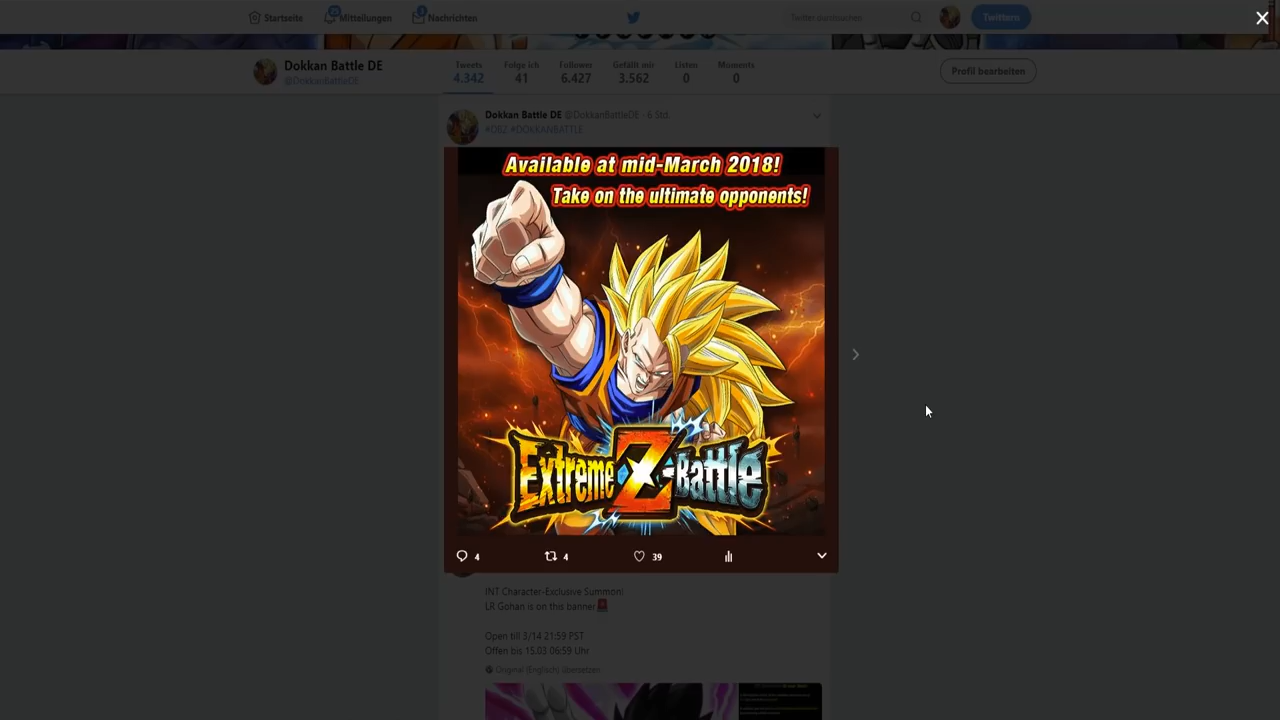 Startseite
Mitteilungen
Nachrichten
Twitter durchsuchen
Twittern
Dokkan Battle DE
@DokkanBattleDE
Tweets
4.342
Folge ich
41
Follower
6.427
Gefällt mir
3.562
Listen
0
Moments
0
Profil bearbeiten
Dokkan Battle DE @DokkanBattleDE · 6 Std.
#DBZ #DOKKANBATTLE
Available at mid-March 2018!
Take on the ultimate opponents!
Extreme Z Battle
4
4
39
INT Character-Exclusive Summon:
LR Gohan is on this banner🚨
Open till 3/14 21:59 PST
Offen bis 15.03 06:59 Uhr
Original (Englisch) übersetzen